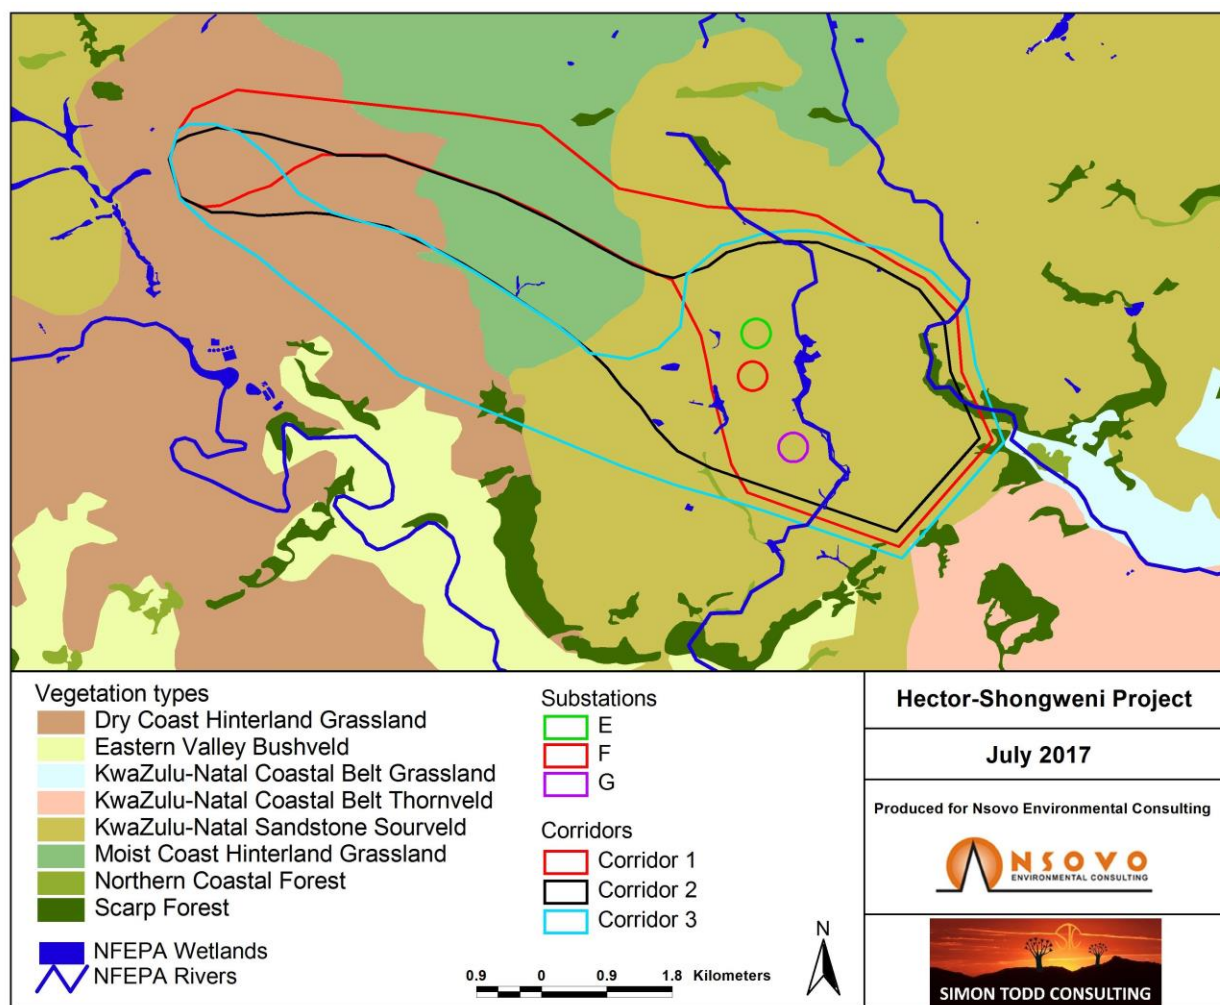 Vegetation types
Dry Coast Hinterland Grassland
Eastern Valley Bushveld
KwaZulu-Natal Coastal Belt Grassland
KwaZulu-Natal Coastal Belt Thornveld
KwaZulu-Natal Sandstone Sourveld
Moist Coast Hinterland Grassland
Northern Coastal Forest
Scarp Forest
NFEPA Wetlands
NFEPA Rivers
Substations
E
F
G
Corridors
Corridor 1
Corridor 2
Corridor 3
0.9 0 0.9 1.8 Kilometers
N
Hector-Shongweni Project
July 2017
Produced for Nsovo Environmental Consulting
NSOVO
ENVIRONMENTAL CONSULTING
SIMON TODD CONSULTING